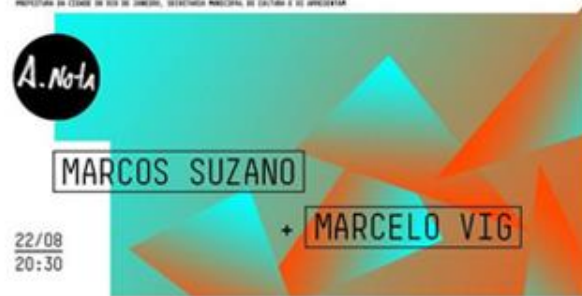 PREFEITURA DA CIDADE DO RIO DE JANEIRO, SECRETARIA MUNICIPAL DE CULTURA E OI APRESENTAM
A.Nota
MARCOS SUZANO
+ MARCELO VIG
22/08
20:30